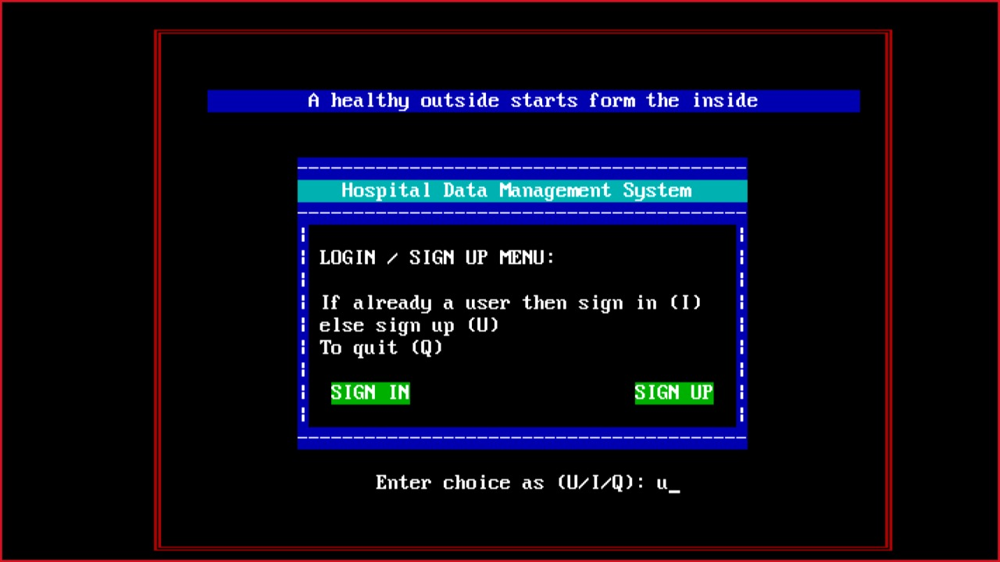 A healthy outside starts form the inside
Hospital Data Management System
LOGIN / SIGN UP MENU:
If already a user then sign in (I)
else sign up (U)
To quit (Q)
SIGN IN SIGN UP
Enter choice as (U/I/Q): u_